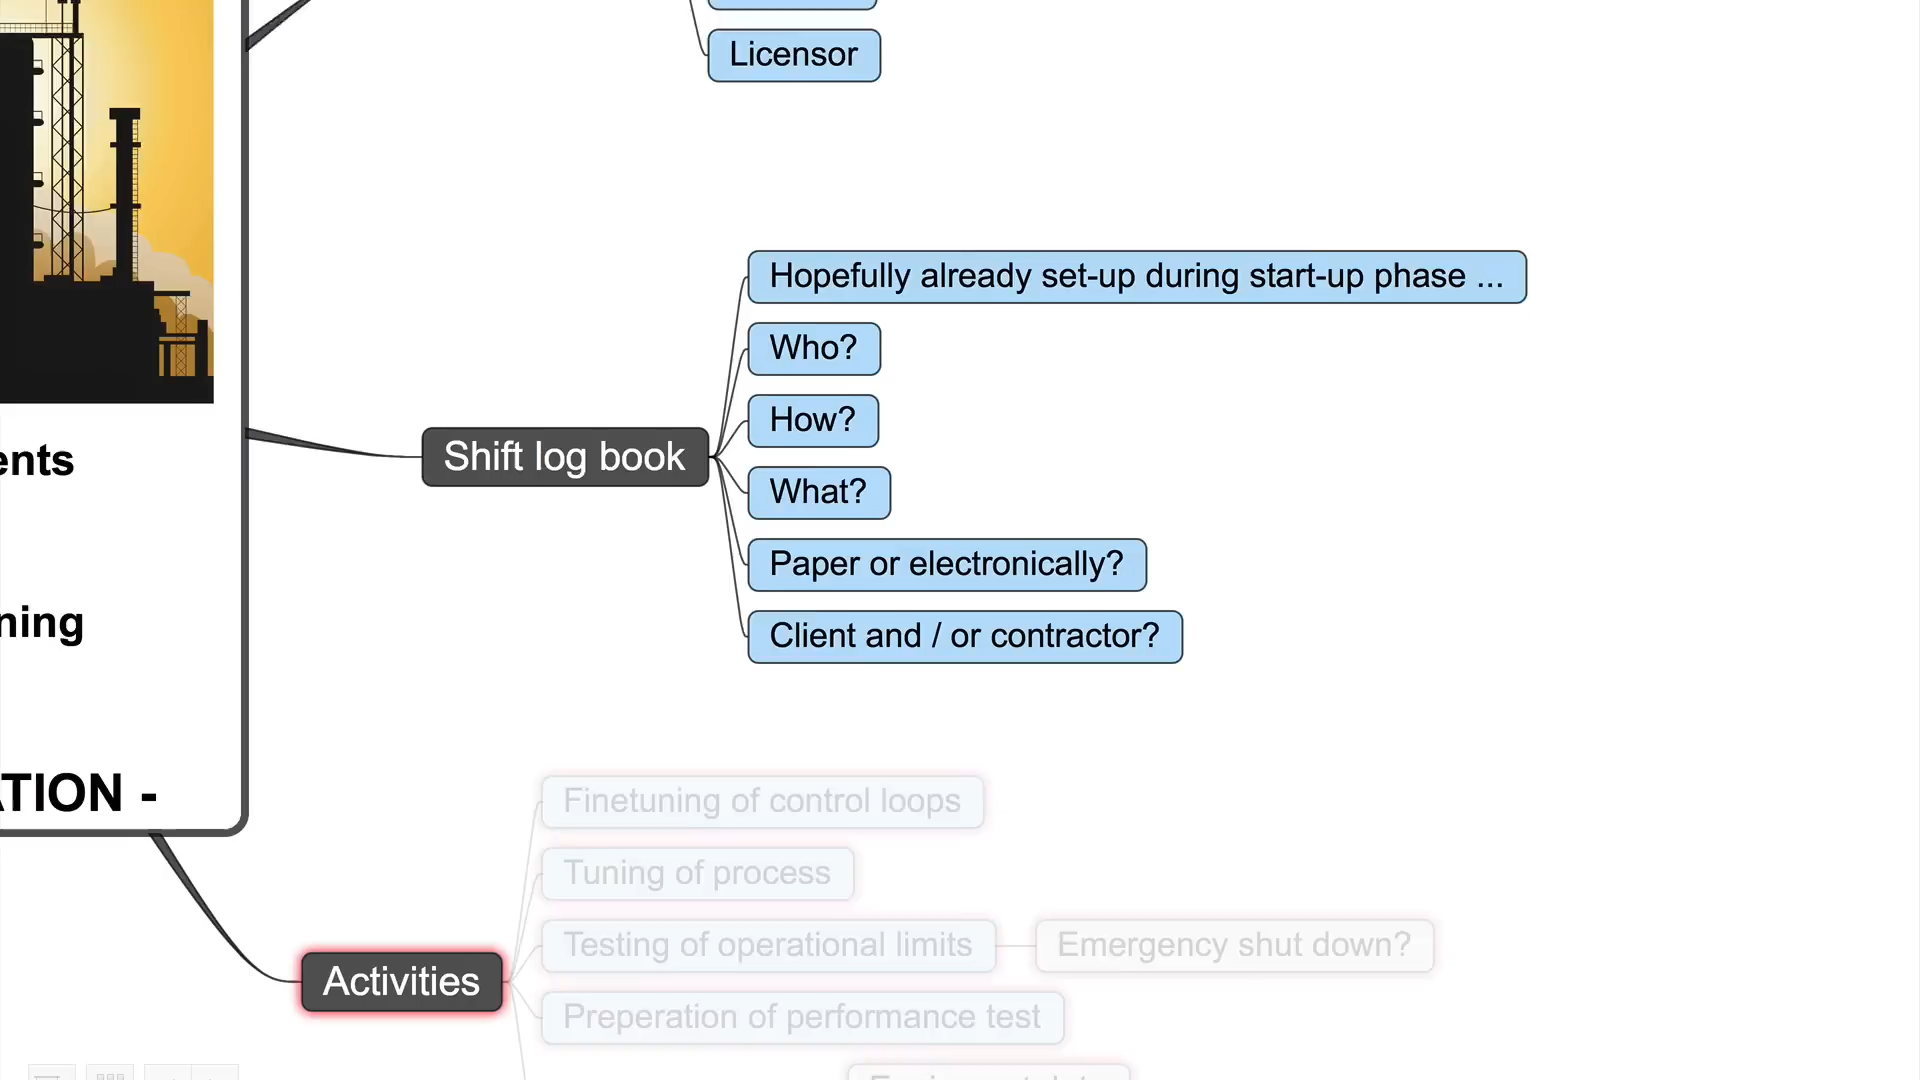 Licensor
Hopefully already set-up during start-up phase ...
Who?
How?
Shift log book
What?
Paper or electronically?
Client and / or contractor?
ents
ning
ATION -
Finetuning of control loops
Tuning of process
Testing of operational limits
Emergency shut down?
Activities
Preperation of performance test